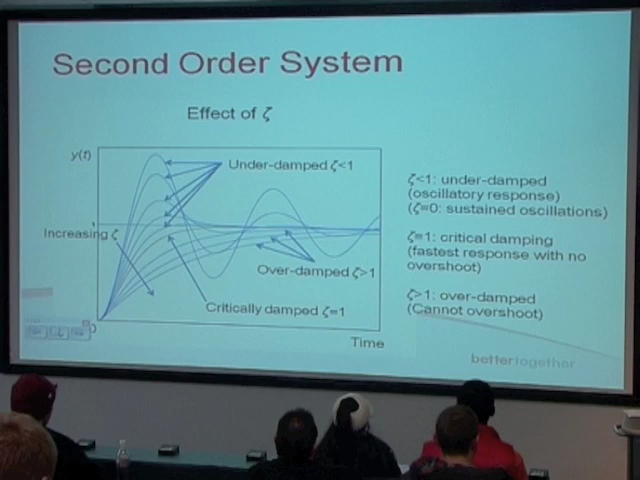 Second Order System
Effect of ζ
y(t)
Under-damped ζ<1
1
Increasing ζ
Over-damped ζ>1
Critically damped ζ=1
0
Time
ζ<1: under-damped
(oscillatory response)
(ζ=0: sustained oscillations)
ζ=1: critical damping
(fastest response with no
overshoot)
ζ>1: over-damped
(Cannot overshoot)
bettertogether